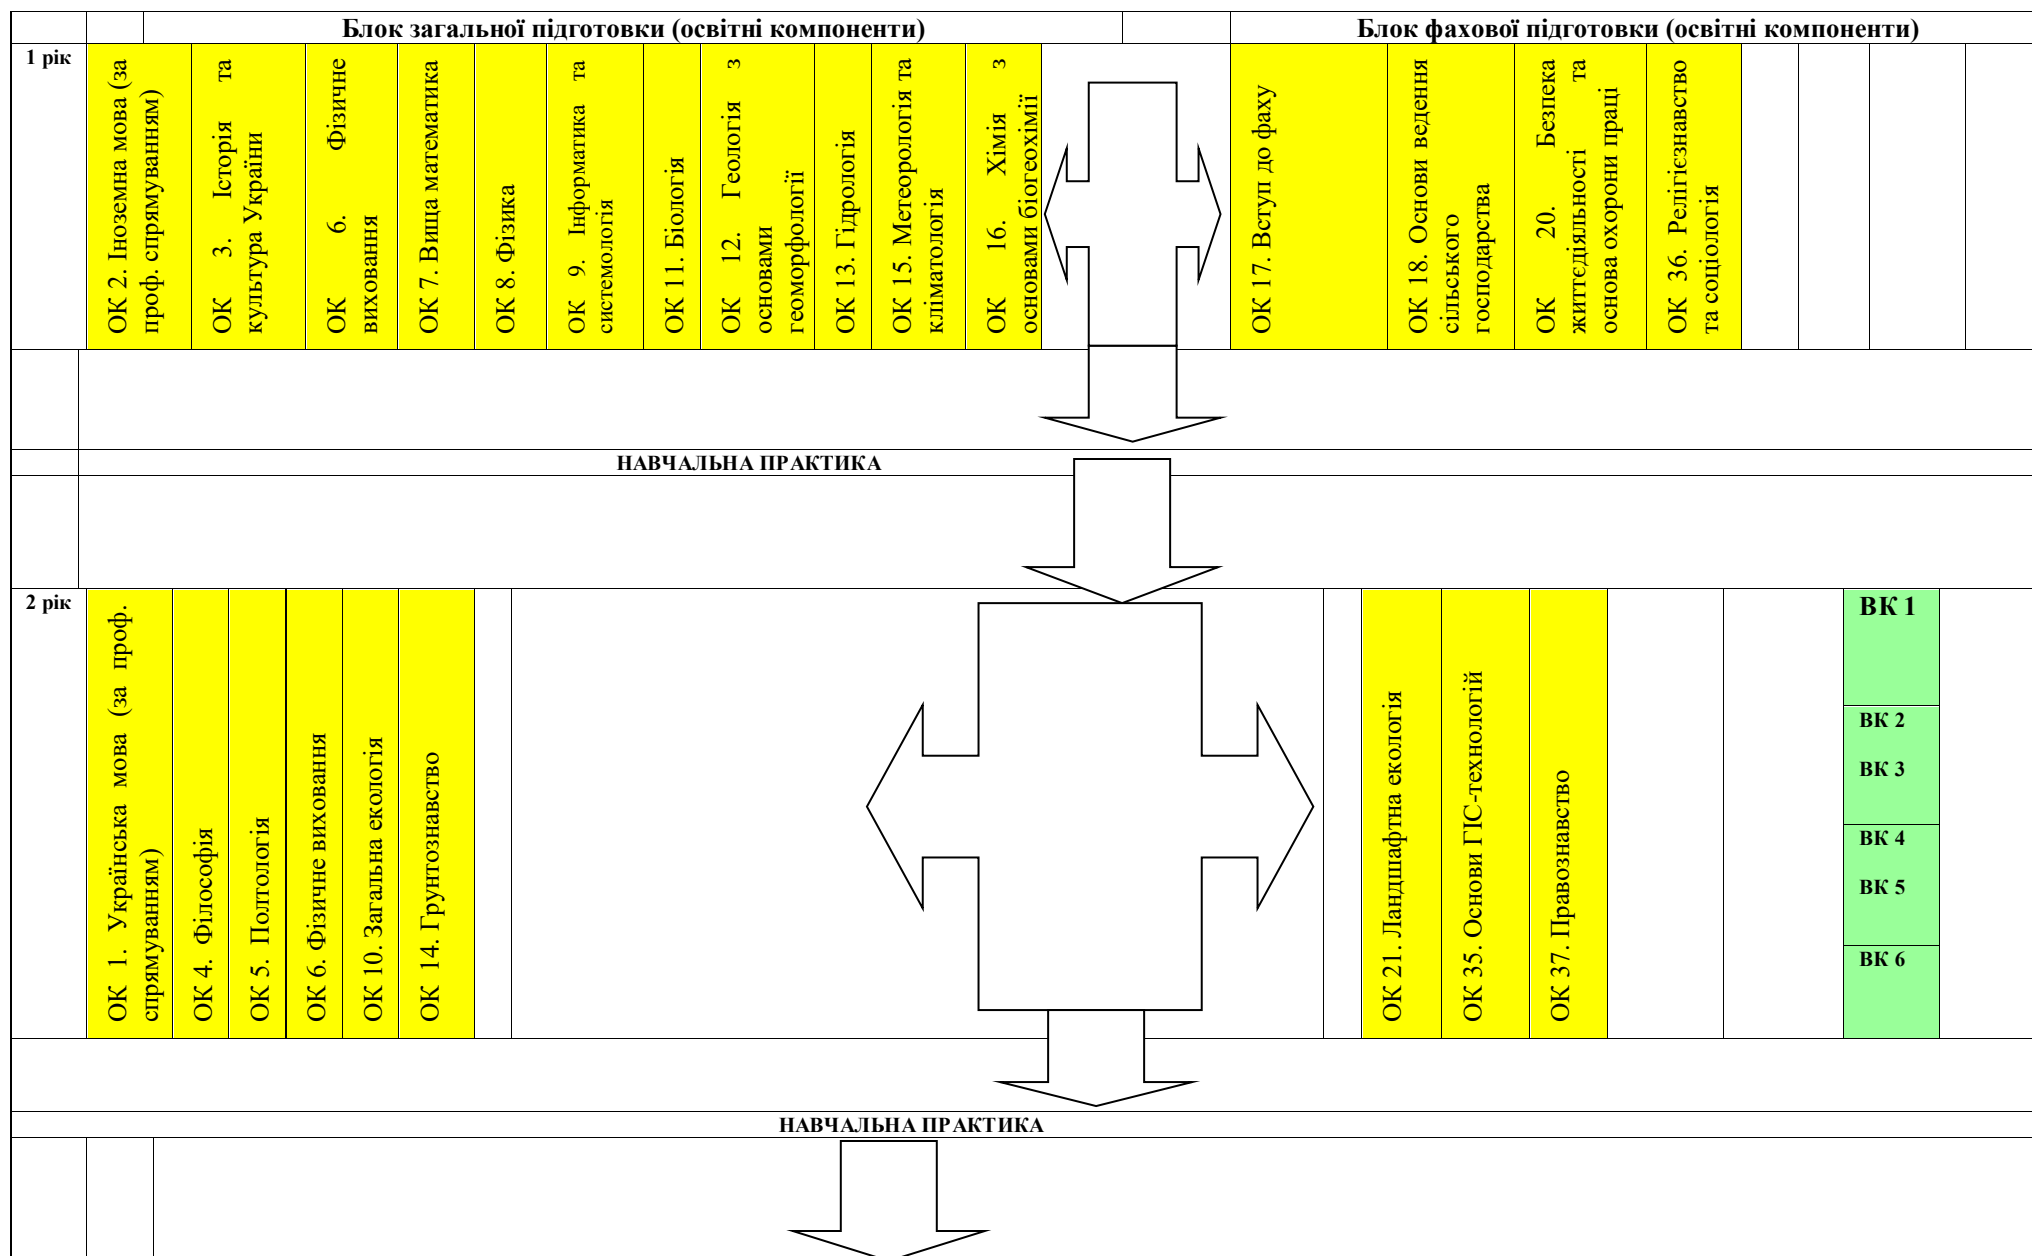 Блок загальної підготовки (освітні компоненти)
Блок фахової підготовки (освітні компоненти)
1 рік
ОК 2. Іноземна мова (за
проф. спрямуванням)
ОК 3. Історія та
культура України
ОК 6. Фізичне
виховання
ОК 7. Вища математика
ОК 8. Фізика
ОК 9. Інформатика та
системологія
ОК 11. Біологія
ОК 12. Геологія з
основами
геоморфології
ОК 13. Гідрологія
ОК 15. Метеорологія та
кліматологія
ОК 16. Хімія з
основами біогеохімії
ОК 17. Вступ до фаху
ОК 18. Основи ведення
сільського
господарства
ОК 20. Безпека
життєдіяльності та
основа охорони праці
ОК 36. Релігієзнавство
та соціологія
НАВЧАЛЬНА ПРАКТИКА
2 рік
ОК 1. Українська мова (за проф.
спрямуванням)
ОК 4. Філософія
ОК 5. Полтологія
ОК 6. Фізичне виховання
ОК 10. Загальна екологія
ОК 14. Грунтознавство
ОК 21. Ландшафтна екологія
ОК 35. Основи ГІС-технологій
ОК 37. Правознавство
ВК 1
ВК 2
ВК 3
ВК 4
ВК 5
ВК 6
НАВЧАЛЬНА ПРАКТИКА